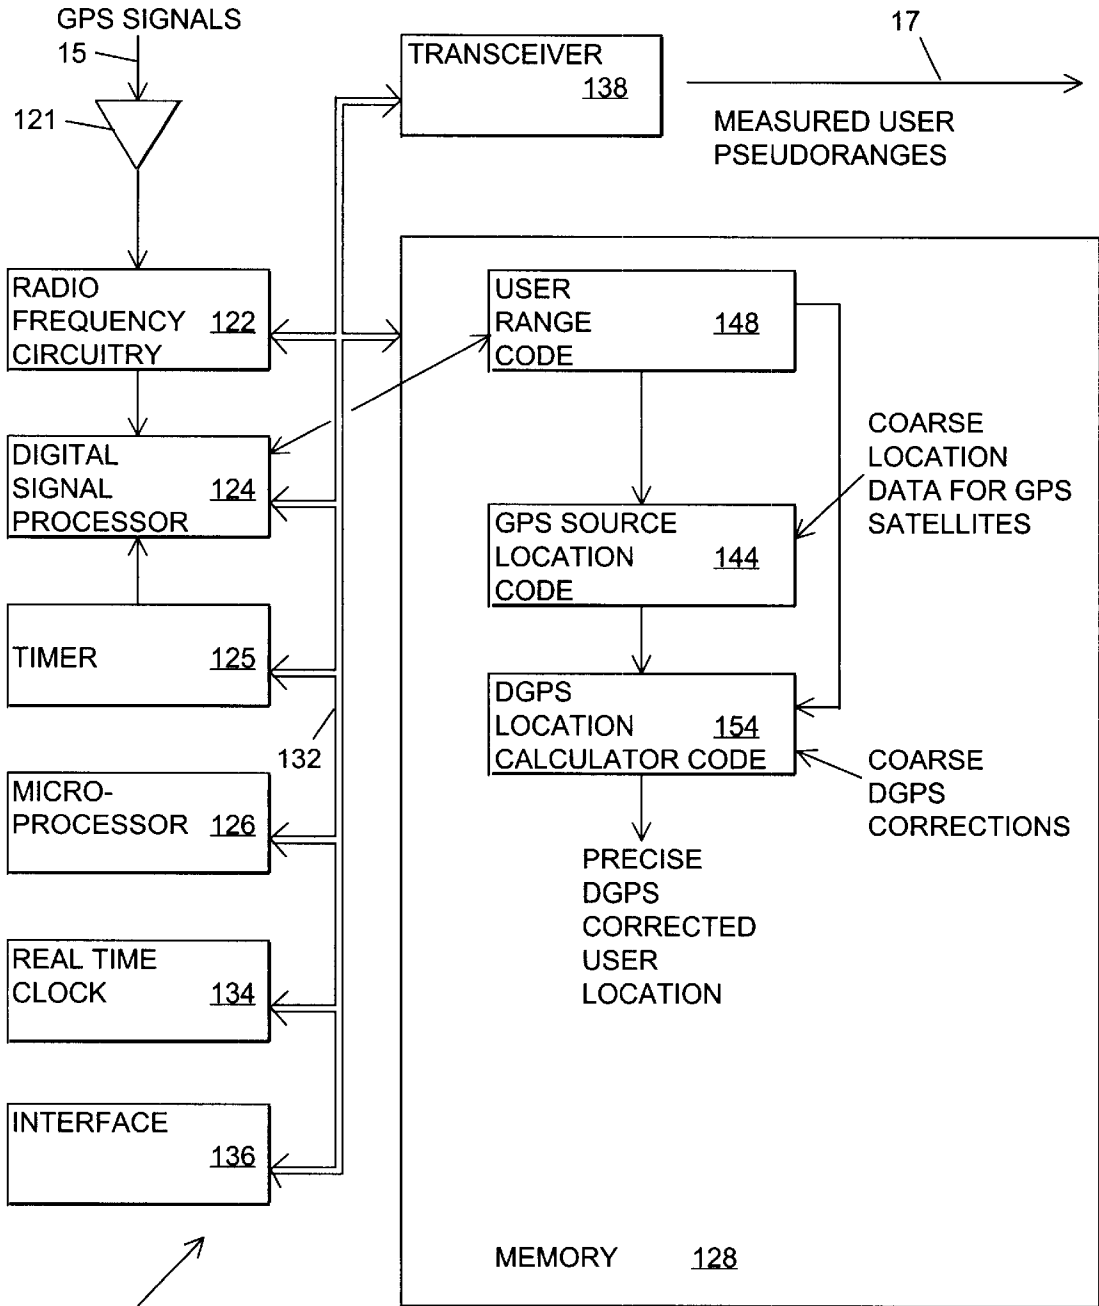 GPS SIGNALS
15
121
TRANSCEIVER
138
17
MEASURED USER
PSEUDORANGES
RADIO
FREQUENCY
CIRCUITRY
122
DIGITAL
SIGNAL
PROCESSOR
124
TIMER
125
132
MICRO-
PROCESSOR
126
REAL TIME
CLOCK
134
INTERFACE
136
USER
RANGE
CODE
148
GPS SOURCE
LOCATION
CODE
144
COARSE
LOCATION
DATA FOR GPS
SATELLITES
DGPS
LOCATION
CALCULATOR CODE
154
COARSE
DGPS
CORRECTIONS
PRECISE
DGPS
CORRECTED
USER
LOCATION
MEMORY
128